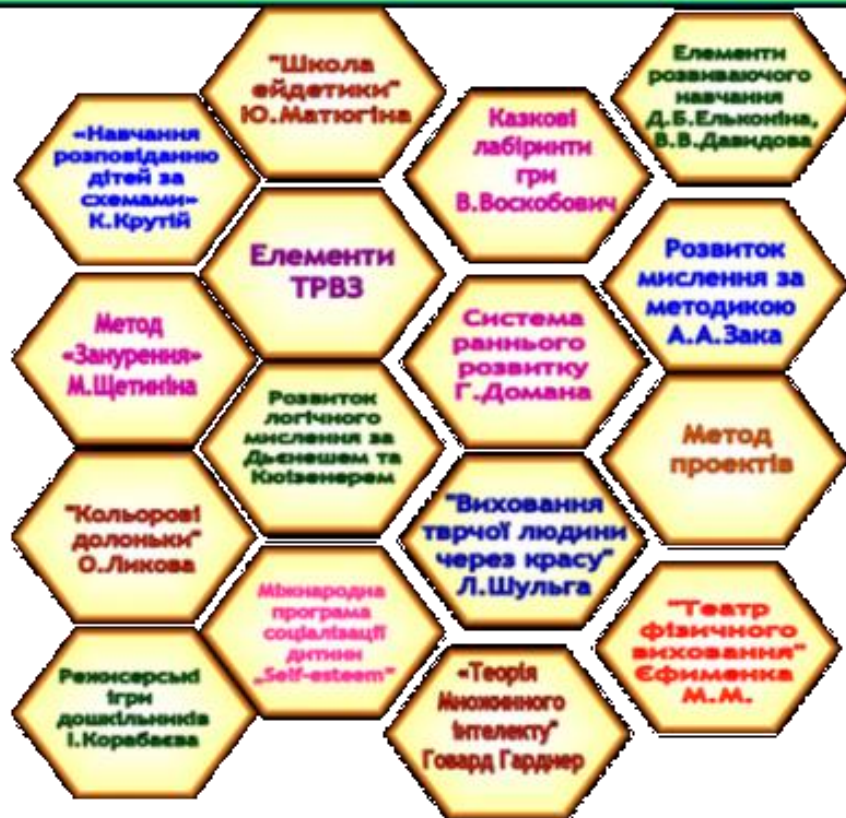 "Школа
ейдетики"
Ю.Матюгіна
Елементи
розвиваючого
навчання
Д.Б.Ельконіна,
В.В.Давидова
«Навчання
розповіданню
дітей за
схемами»
К.Крутій
Казкові
лабіринти
гри
В.Воскобович
Елементи
ТРВЗ
Розвиток
мислення за
методикою
А.А.Зака
Метод
«Занурення»
М.Щетиніна
Система
раннього
розвитку
Г.Домана
Розвиток
логічного
мислення за
Дьєнешем та
Кюізенером
Метод
проектів
"Кольорові
долоньки"
О.Ликова
"Виховання
тврчої людини
через красу"
Л.Шульга
Міжнародна
програма
соціалізації
дитини
„Self-esteem"
"Театр
фізичного
виховання"
Єфименка
М.М.
Режисерські
ігри
дошкільників
І.Корабаєва
«Теорія
Множинного
інтелекту"
Говард Гарднер